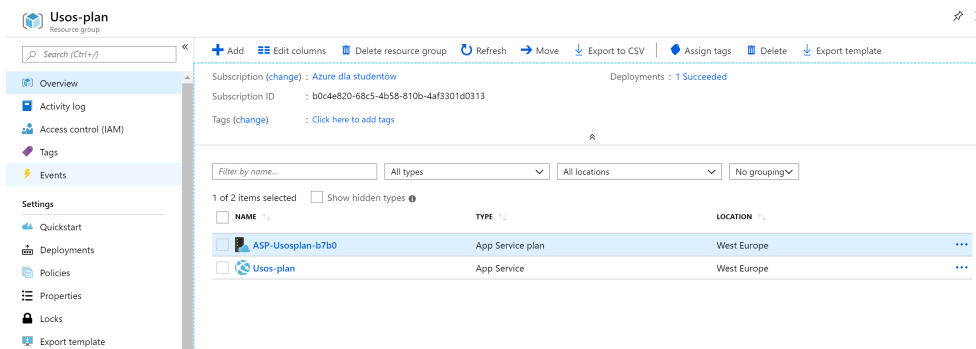 Usos-plan
Resource group
Search (Ctrl+/)
Overview
Activity log
Access control (IAM)
Tags
Events
Settings
Quickstart
Deployments
Policies
Properties
Locks
Export template
Add Edit columns Delete resource group Refresh Move Export to CSV Assign tags Delete Export template
Subscription (change) : Azure dla studentów Deployments : 1 Succeeded
Subscription ID : b0c4e820-68c5-4b58-810b-4af3301d0313
Tags (change) : Click here to add tags
Filter by name... All types All locations No grouping
1 of 2 items selected Show hidden types
NAME TYPE LOCATION
ASP-Usosplan-b7b0 App Service plan West Europe
Usos-plan App Service West Europe